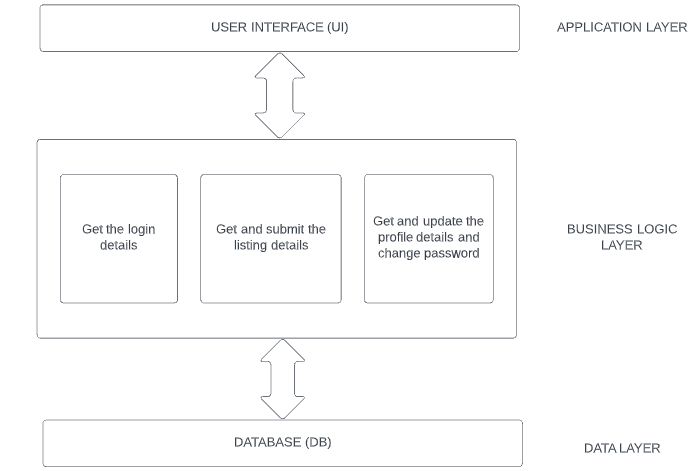 USER INTERFACE (UI)
APPLICATION LAYER
Get the login
details
Get and submit the
listing details
Get and update the
profile details and
change password
BUSINESS LOGIC
LAYER
DATABASE (DB)
DATA LAYER